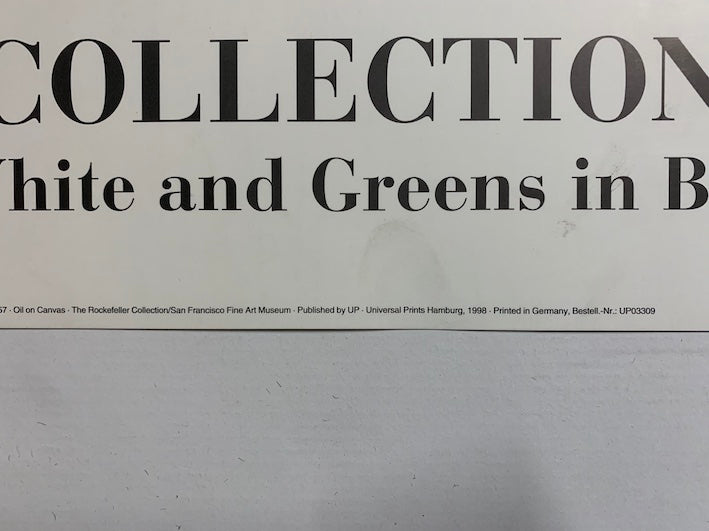 COLLECTION
hite and Greens in B
57 · Oil on Canvas · The Rockefeller Collection/San Francisco Fine Art Museum · Published by UP · Universal Prints Hamburg, 1998 · Printed in Germany, Bestell.-Nr.: UP03309